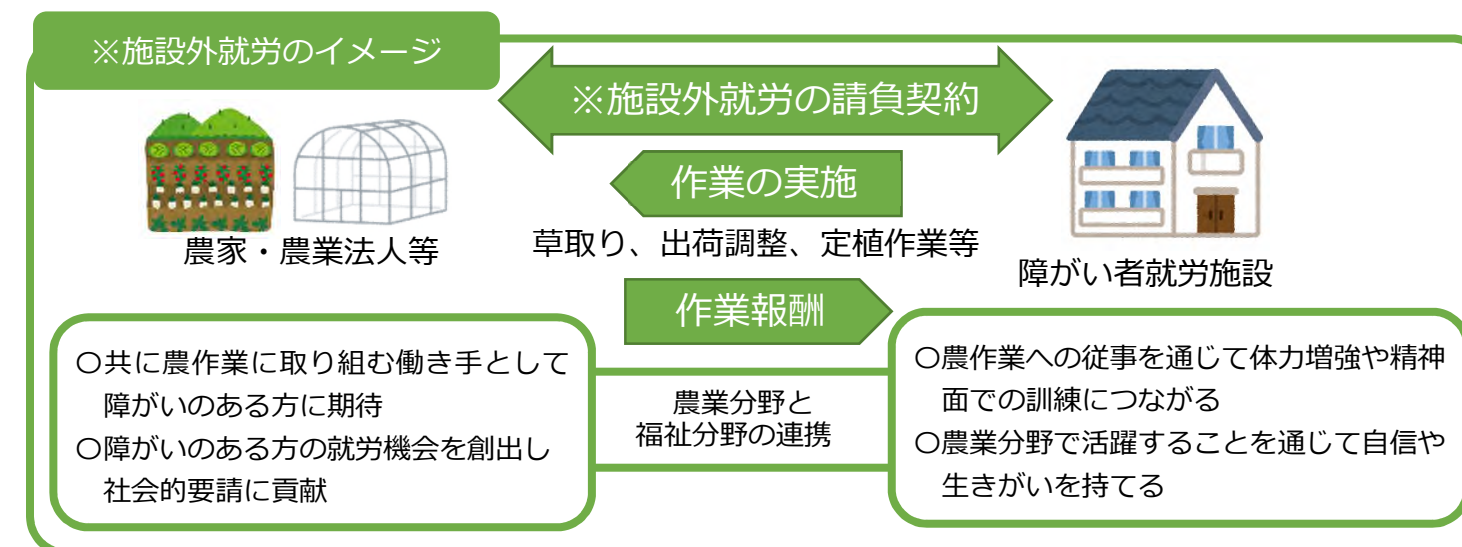 ※施設外就労のイメージ
※施設外就労の請負契約
作業の実施
草取り、出荷調整、定植作業等
農家・農業法人等
障がい者就労施設
作業報酬
〇共に農作業に取り組む働き手として
障がいのある方に期待
〇障がいのある方の就労機会を創出し
社会的要請に貢献
農業分野と
福祉分野の連携
〇農作業への従事を通じて体力増強や精神
面での訓練につながる
〇農業分野で活躍することを通じて自信や
生きがいを持てる